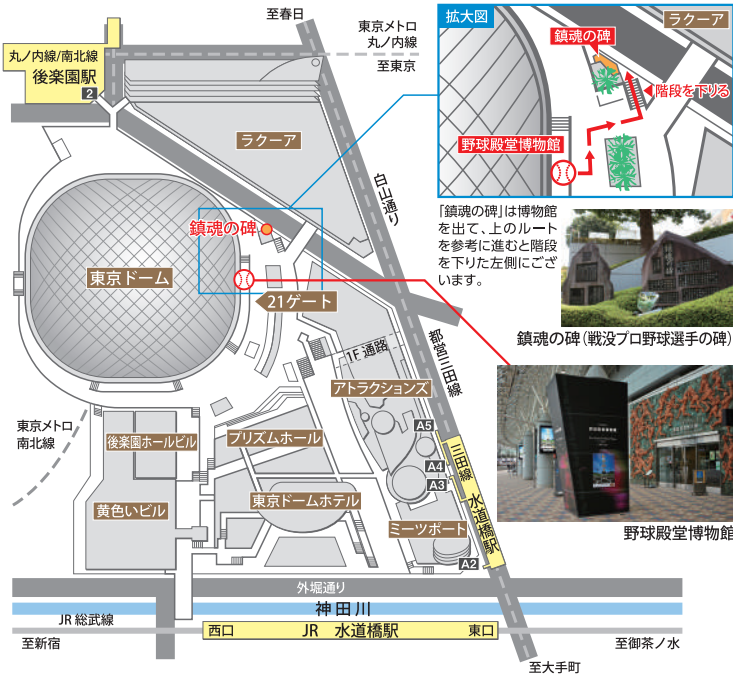 至春日
東京メトロ
丸ノ内線
至東京
丸ノ内線/南北線
後楽園駅
2
ラクーア
白山通り
鎮魂の碑
東京ドーム
21ゲート
都営三田線
1F 通路
アトラクションズ
東京メトロ
南北線
後楽園ホールビル
プリズムホール
A5
A4
A3
三田線 水道橋駅
黄色いビル
東京ドームホテル
ミーツポート
A2
外堀通り
神田川
JR 総武線
至新宿
西口 JR 水道橋駅 東口
至御茶ノ水
至大手町
拡大図
ラクーア
鎮魂の碑
階段を下りる
野球殿堂博物館
「鎮魂の碑」は博物館
を出て、上のルート
を参考に進むと階段
を下りた左側にござ
います。
鎮魂の碑(戦没プロ野球選手の碑)
野球殿堂博物館